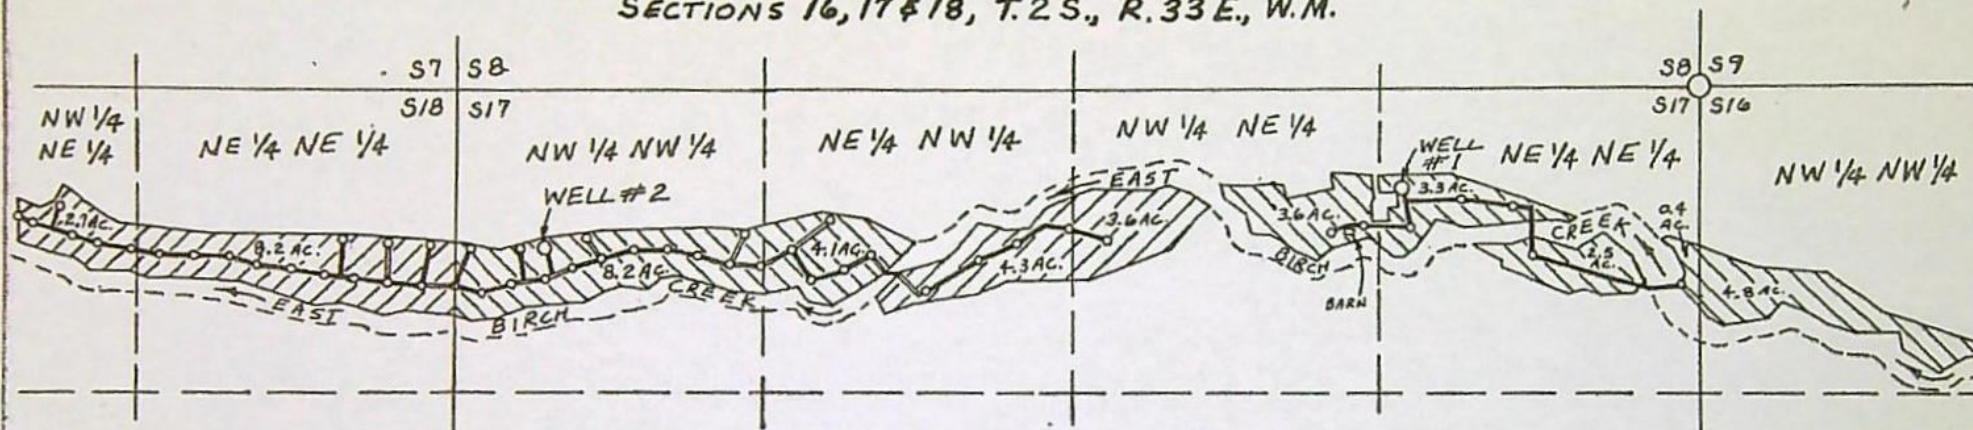 SECTIONS 16, 17 & 18, T. 2 S., R. 33 E., W.M.
S7 S8
S18 S17
S8 S9
S17 S16
NW 1/4
NE 1/4
NE 1/4 NE 1/4
NW 1/4 NW 1/4
NE 1/4 NW 1/4
NW 1/4 NE 1/4
NE 1/4 NE 1/4
NW 1/4 NW 1/4
WELL #2
WELL
#1
EAST
2.1 AC.
9.2 AC.
8.2 AC.
4.1 AC.
4.3 AC.
3.6 AC.
3.6 AC.
3.3 AC.
0.4
AC.
CREEK
2.5
AC.
4.8 AC.
BIRCH
BARN
EAST
BIRCH
CREEK